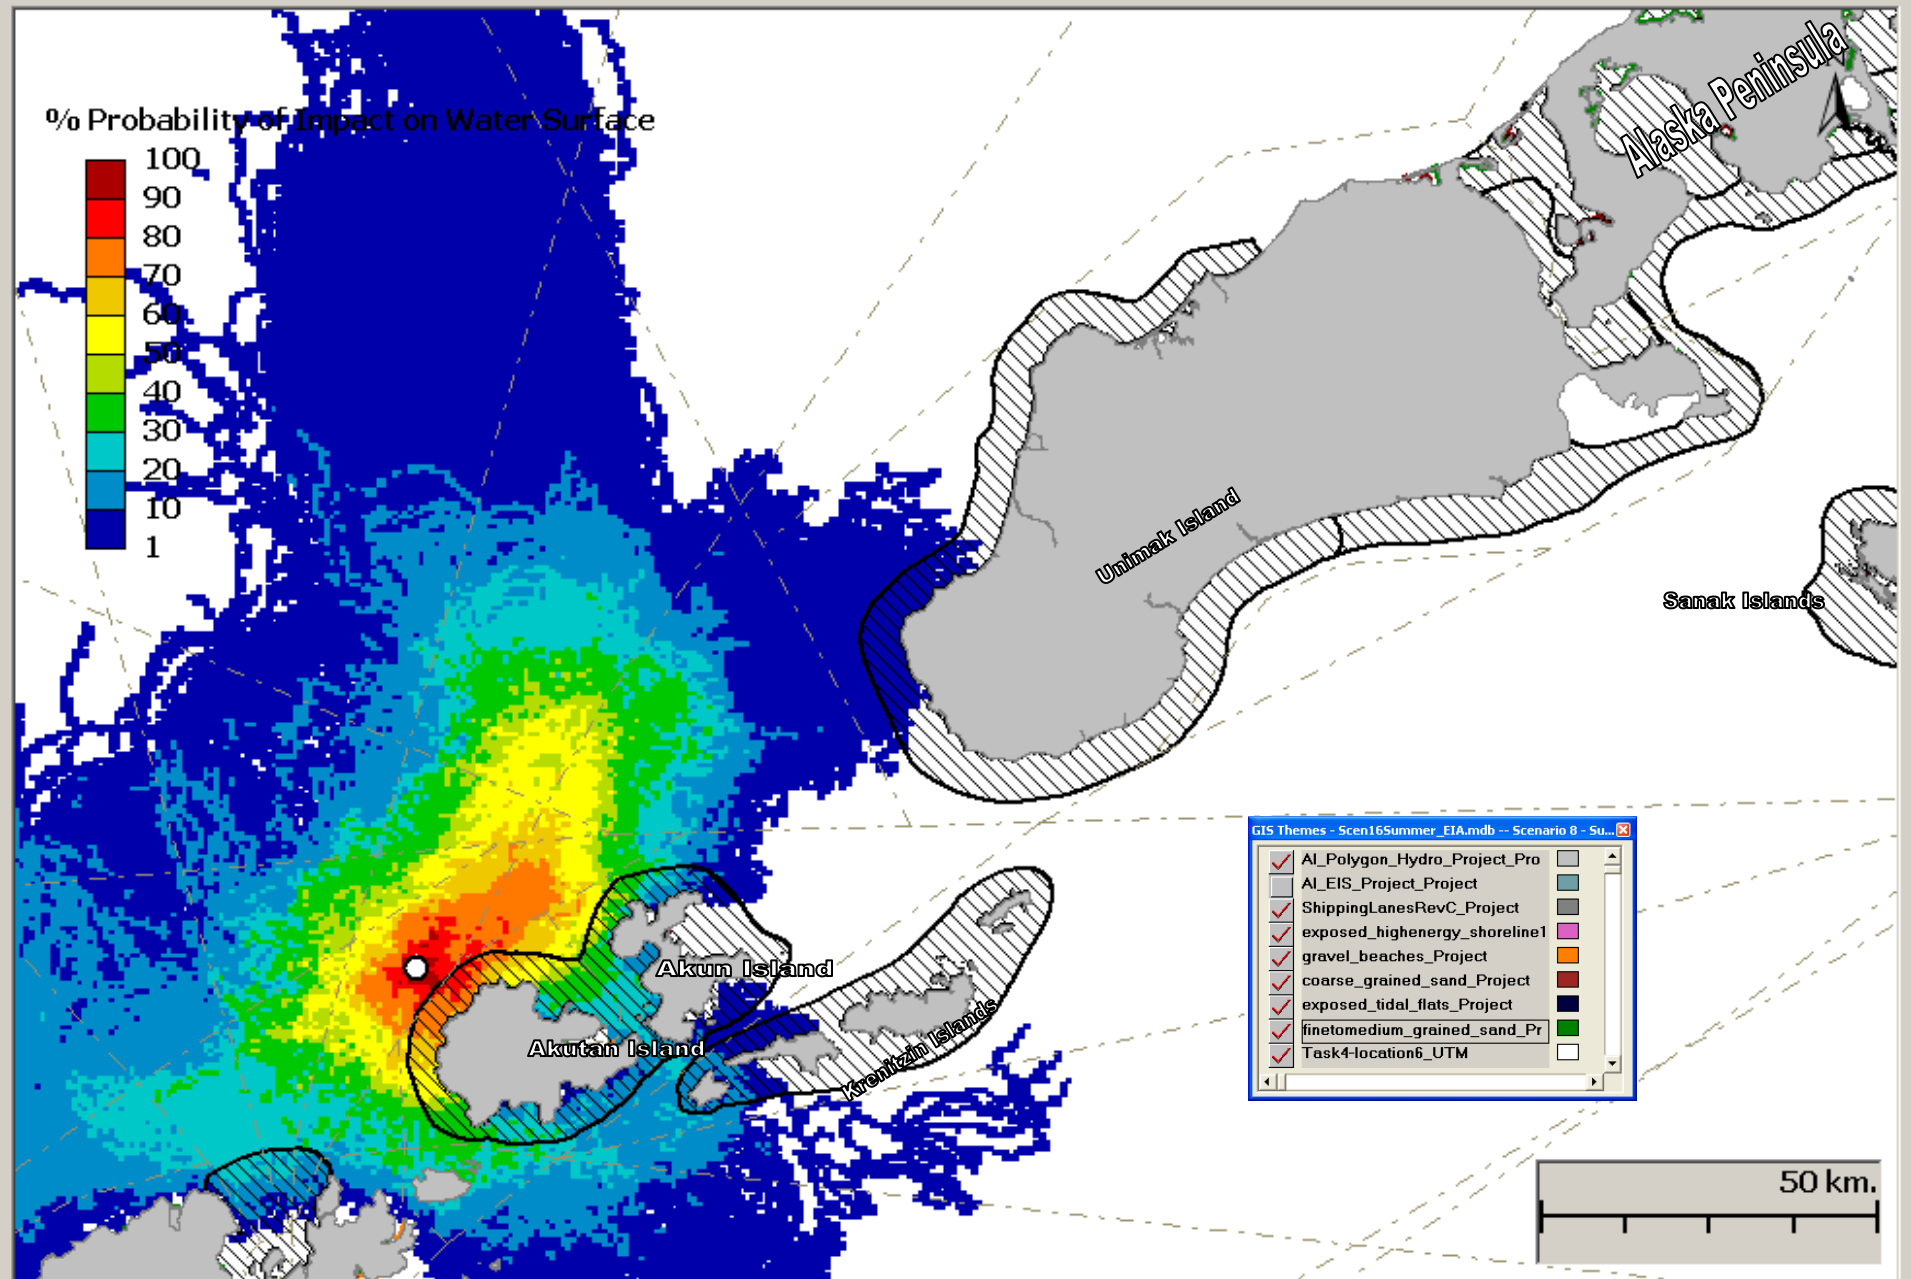 % Probability of Impact on Water Surface
100
90
80
70
60
50
40
30
20
10
1
Alaska Peninsula
Unimak Island
Sanak Islands
Akun Island
Akutan Island
Krenitzin Islands
GIS Themes - Scen16Summer_EIA.mdb -- Scenario 8 - Su...
AI_Polygon_Hydro_Project_Pro
AI_EIS_Project_Project
ShippingLanesRevC_Project
exposed_highenergy_shoreline1
gravel_beaches_Project
coarse_grained_sand_Project
exposed_tidal_flats_Project
finetomedium_grained_sand_Pr
Task4-location6_UTM
50 km.